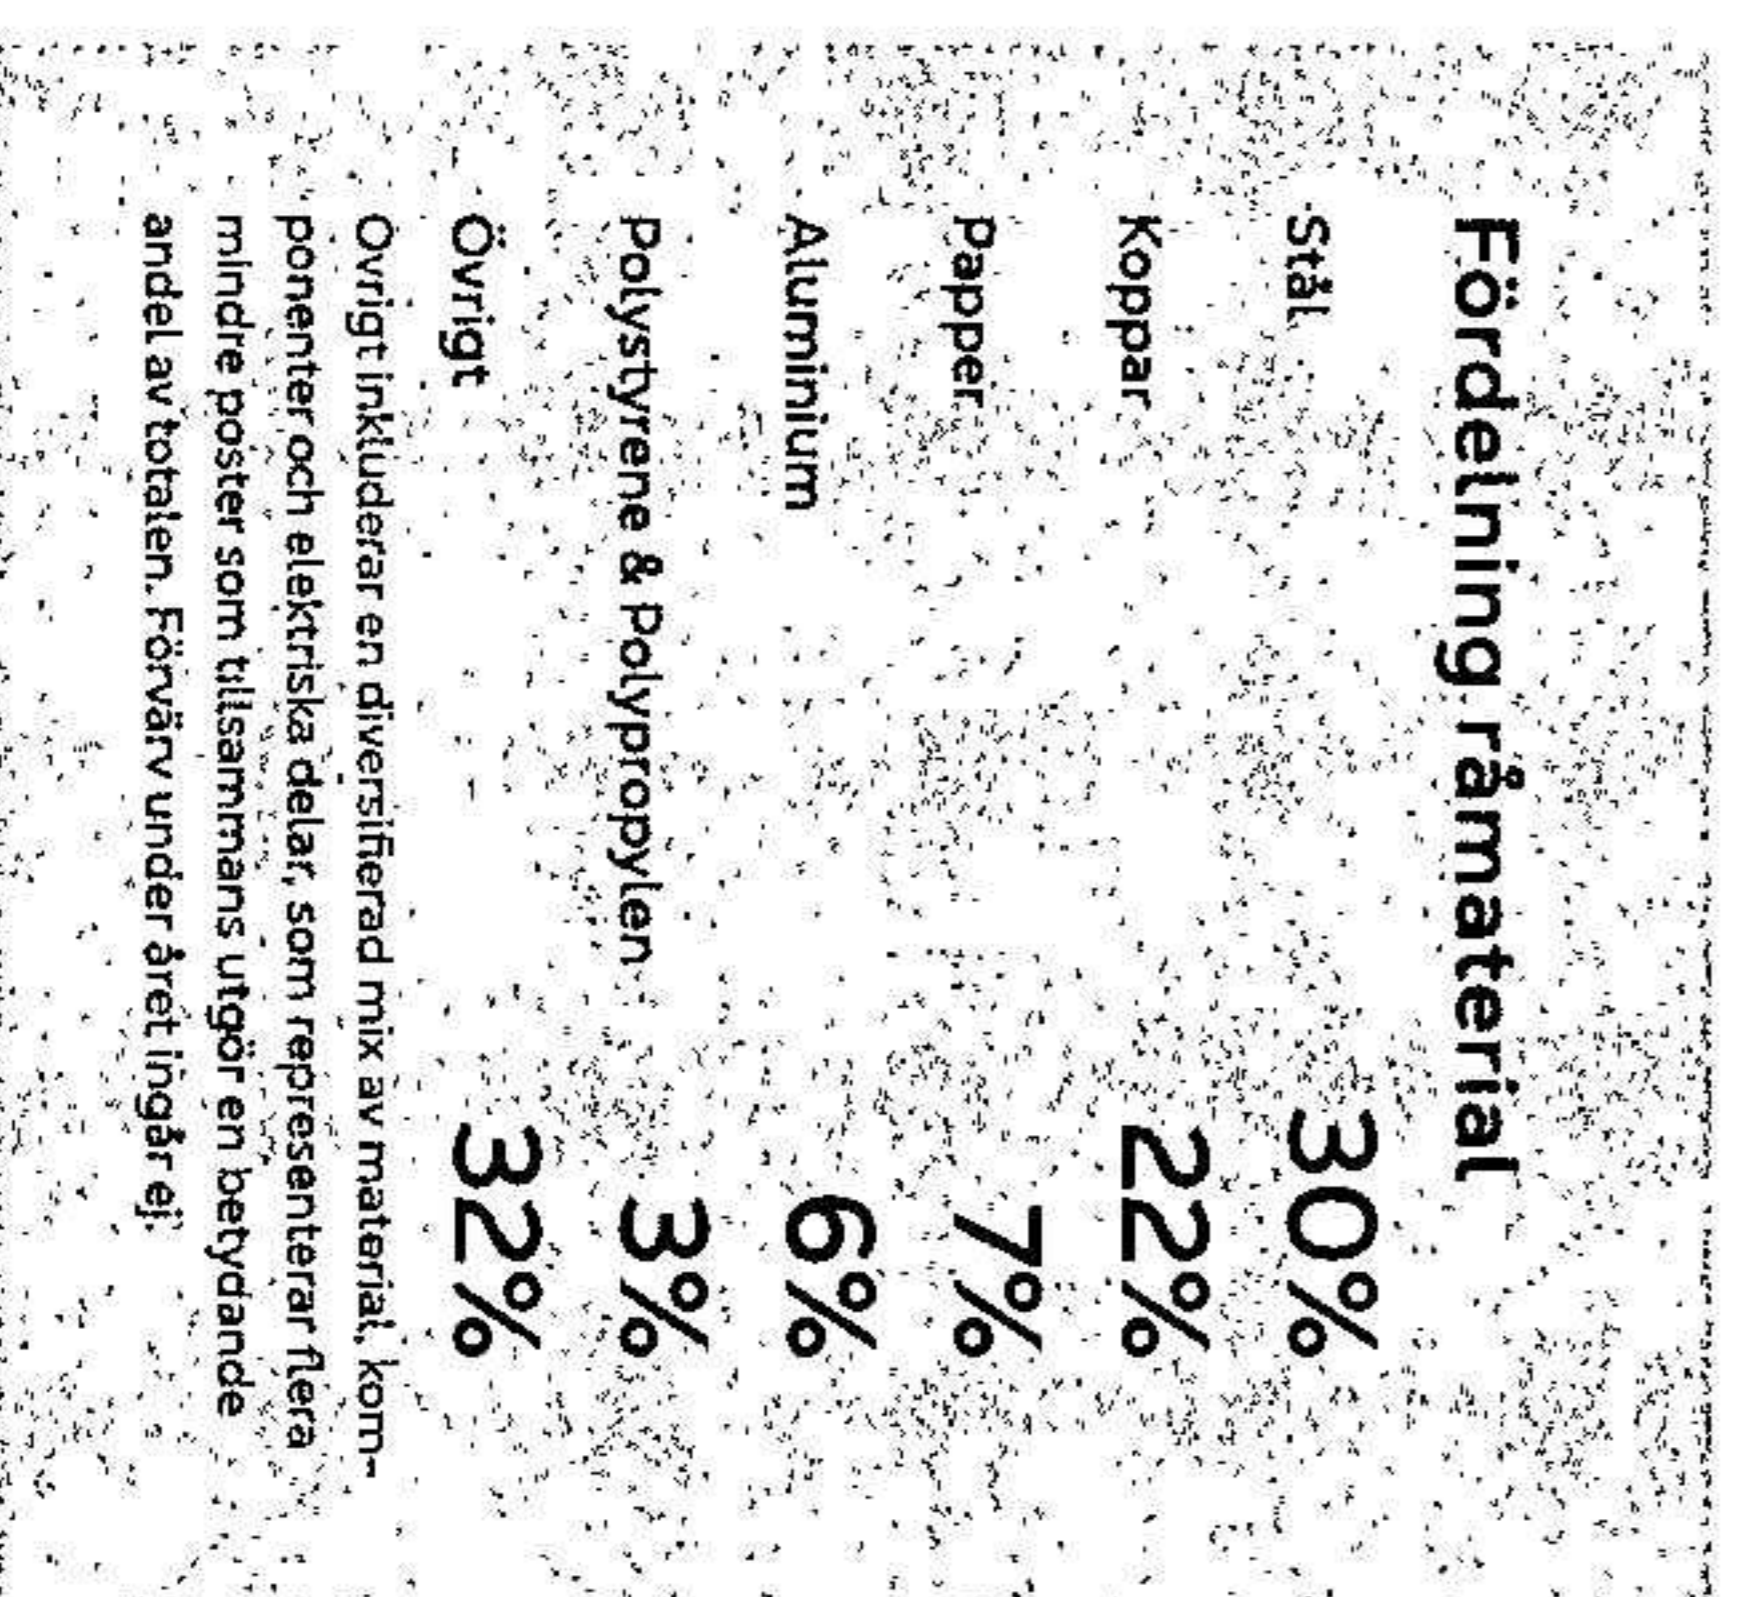 Fördelning råmaterial
Stål 30%
Koppar 22%
Papper 7%
Aluminium 6%
Polystyrene & Polypropylen 3%
Övrigt 32%
Övrigt inkluderar en diversifierad mix av material, kom-
ponenter och elektriska delar, som representerar flera
mindre poster som tillsammans utgör en betydande
andel av totalen. Förvärv under året ingår ej.